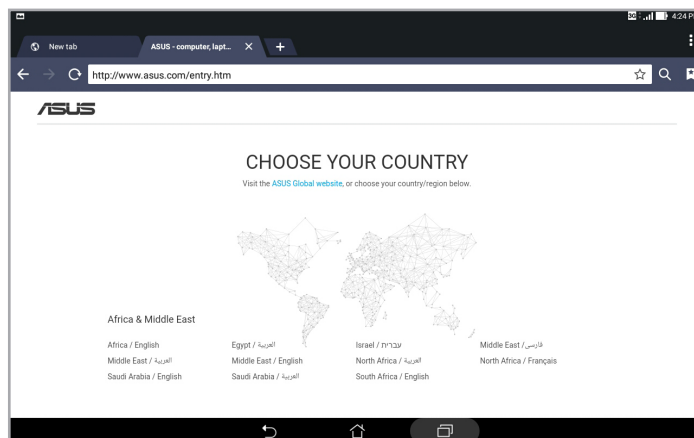 3G 4:24 P
New tab
ASUS - computer, lapt...
http://www.asus.com/entry.htm
ASUS
CHOOSE YOUR COUNTRY
Visit the ASUS Global website, or choose your country/region below.
Africa & Middle East
Africa / English Egypt / العربية Israel / עברית Middle East / فارسی
Middle East / العربية Middle East / English North Africa / العربية North Africa / Français
Saudi Arabia / English Saudi Arabia / العربية South Africa / English